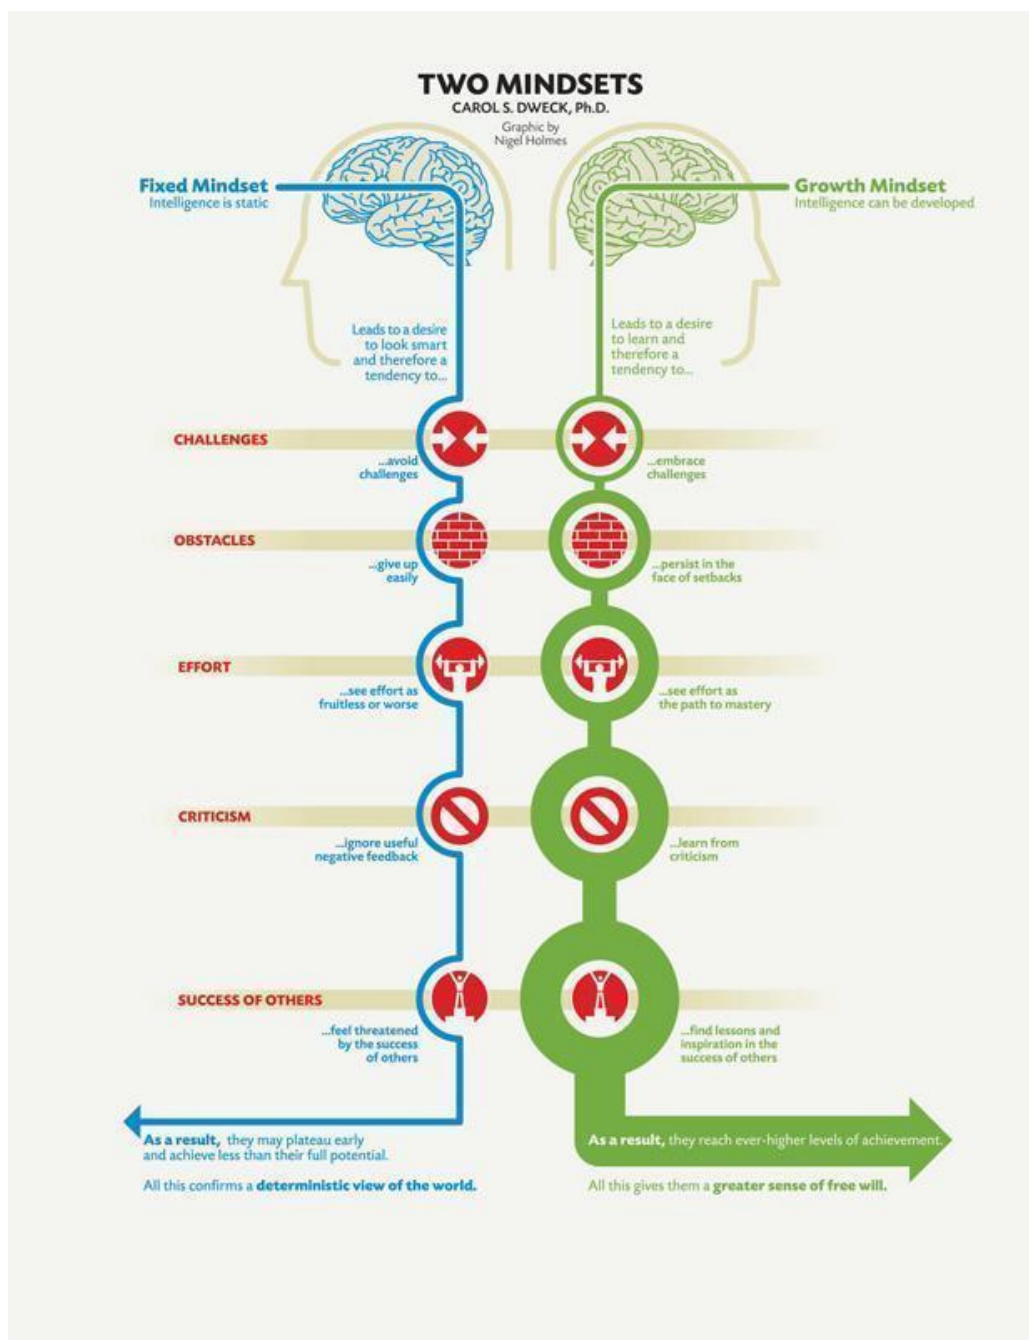 TWO MINDSETS
CAROL S. DWECK, Ph.D.
Graphic by
Nigel Holmes
Fixed Mindset
Intelligence is static
Growth Mindset
Intelligence can be developed
Leads to a desire
to look smart
and therefore a
tendency to...
Leads to a desire
to learn and
therefore a
tendency to...
CHALLENGES
...avoid
challenges
...embrace
challenges
OBSTACLES
...give up
easily
...persist in the
face of setbacks
EFFORT
...see effort as
fruitless or worse
...see effort as
the path to mastery
CRITICISM
...ignore useful
negative feedback
...learn from
criticism
SUCCESS OF OTHERS
...feel threatened
by the success
of others
...find lessons and
inspiration in the
success of others
As a result, they may plateau early
and achieve less than their full potential.
All this confirms a deterministic view of the world.
As a result, they reach ever-higher levels of achievement.
All this gives them a greater sense of free will.